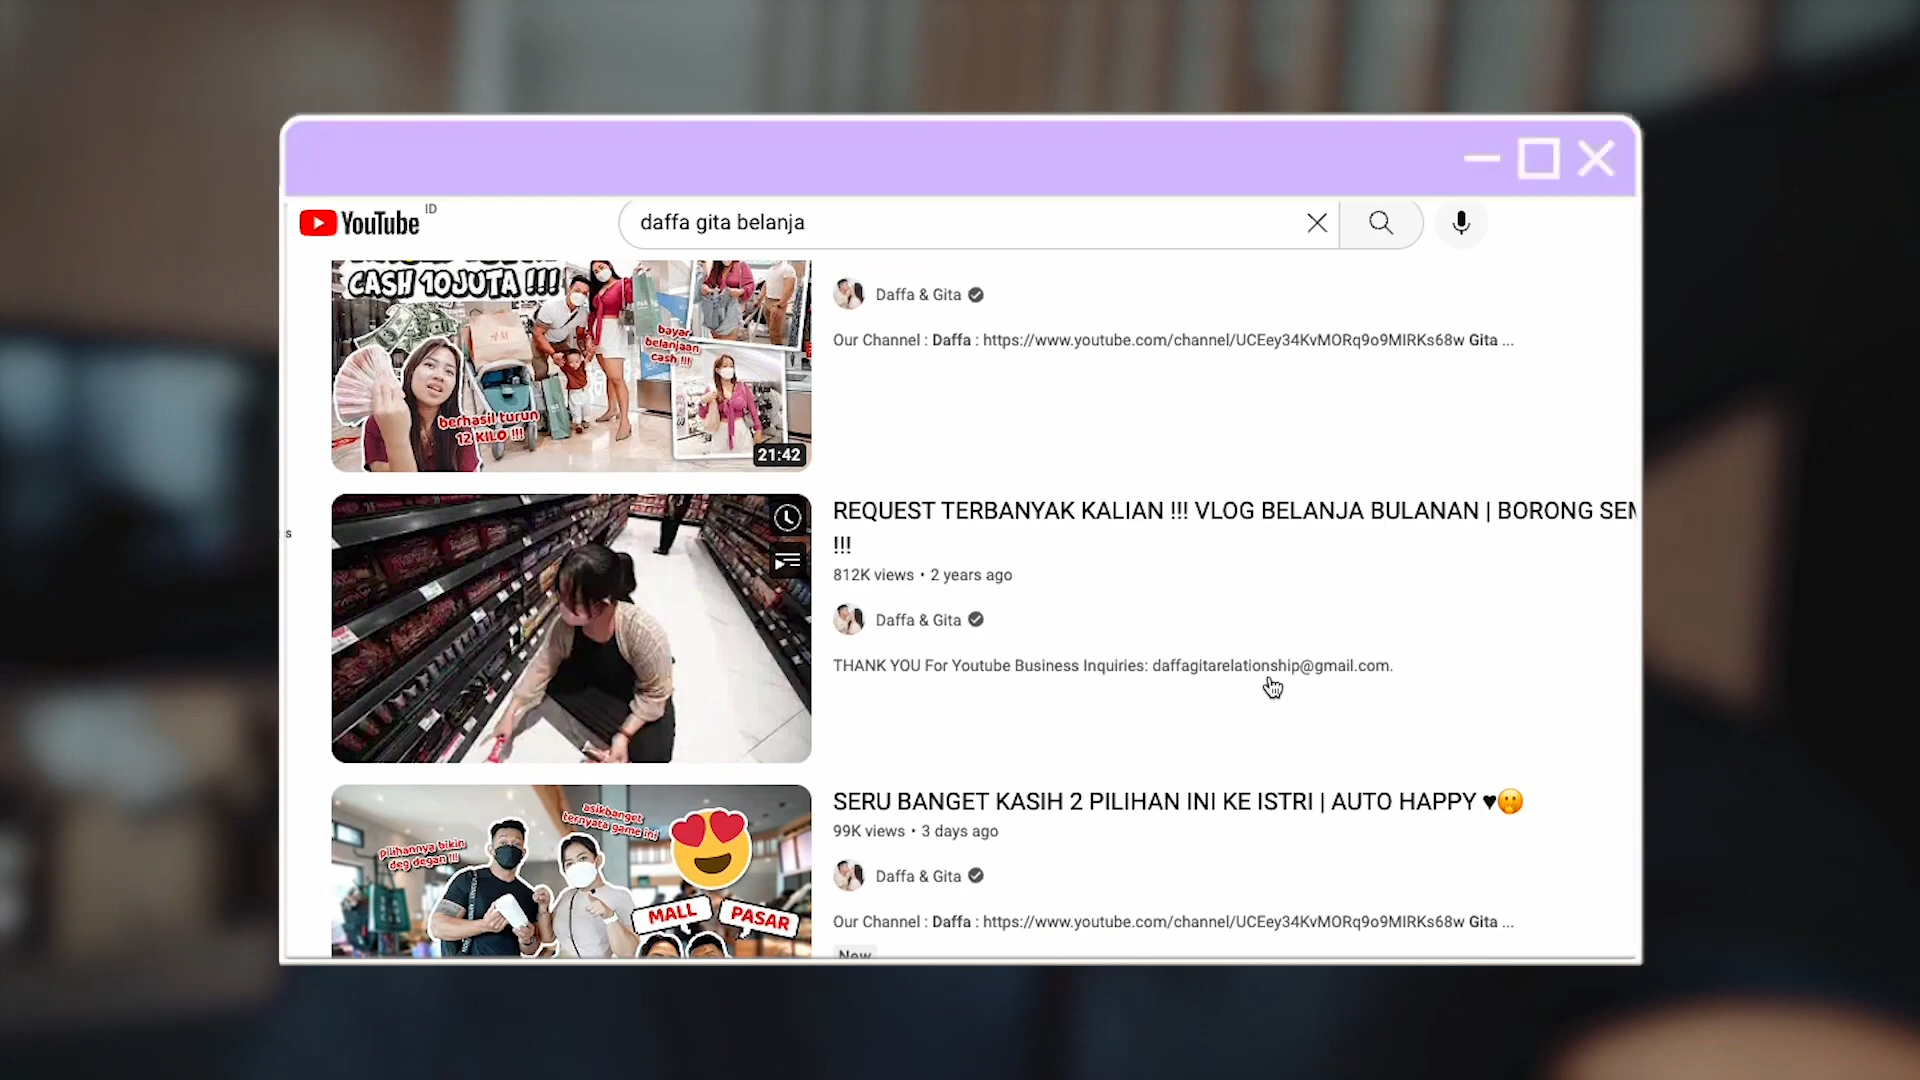 YouTube ID
daffa gita belanja
CASH 10JUTA !!!
bayar
belanjaan
cash !!!
berhasil turun
12 KILO !!!
21:42
Daffa & Gita
Our Channel : Daffa : https://www.youtube.com/channel/UCEey34KvMORq9o9MIRKs68w Gita ...
s
REQUEST TERBANYAK KALIAN !!! VLOG BELANJA BULANAN | BORONG SEM
!!!
812K views • 2 years ago
Daffa & Gita
THANK YOU For Youtube Business Inquiries: daffagitarelationship@gmail.com.
asikbanget
ternyata game ini
pilihannya bikin
deg degan !!!
MALL
PASAR
SERU BANGET KASIH 2 PILIHAN INI KE ISTRI | AUTO HAPPY ♥🤫
99K views • 3 days ago
Daffa & Gita
Our Channel : Daffa : https://www.youtube.com/channel/UCEey34KvMORq9o9MIRKs68w Gita ...
New